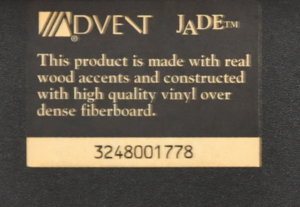 ADVENT® JADE™
This product is made with real
wood accents and constructed
with high quality vinyl over
dense fiberboard.
3248001778